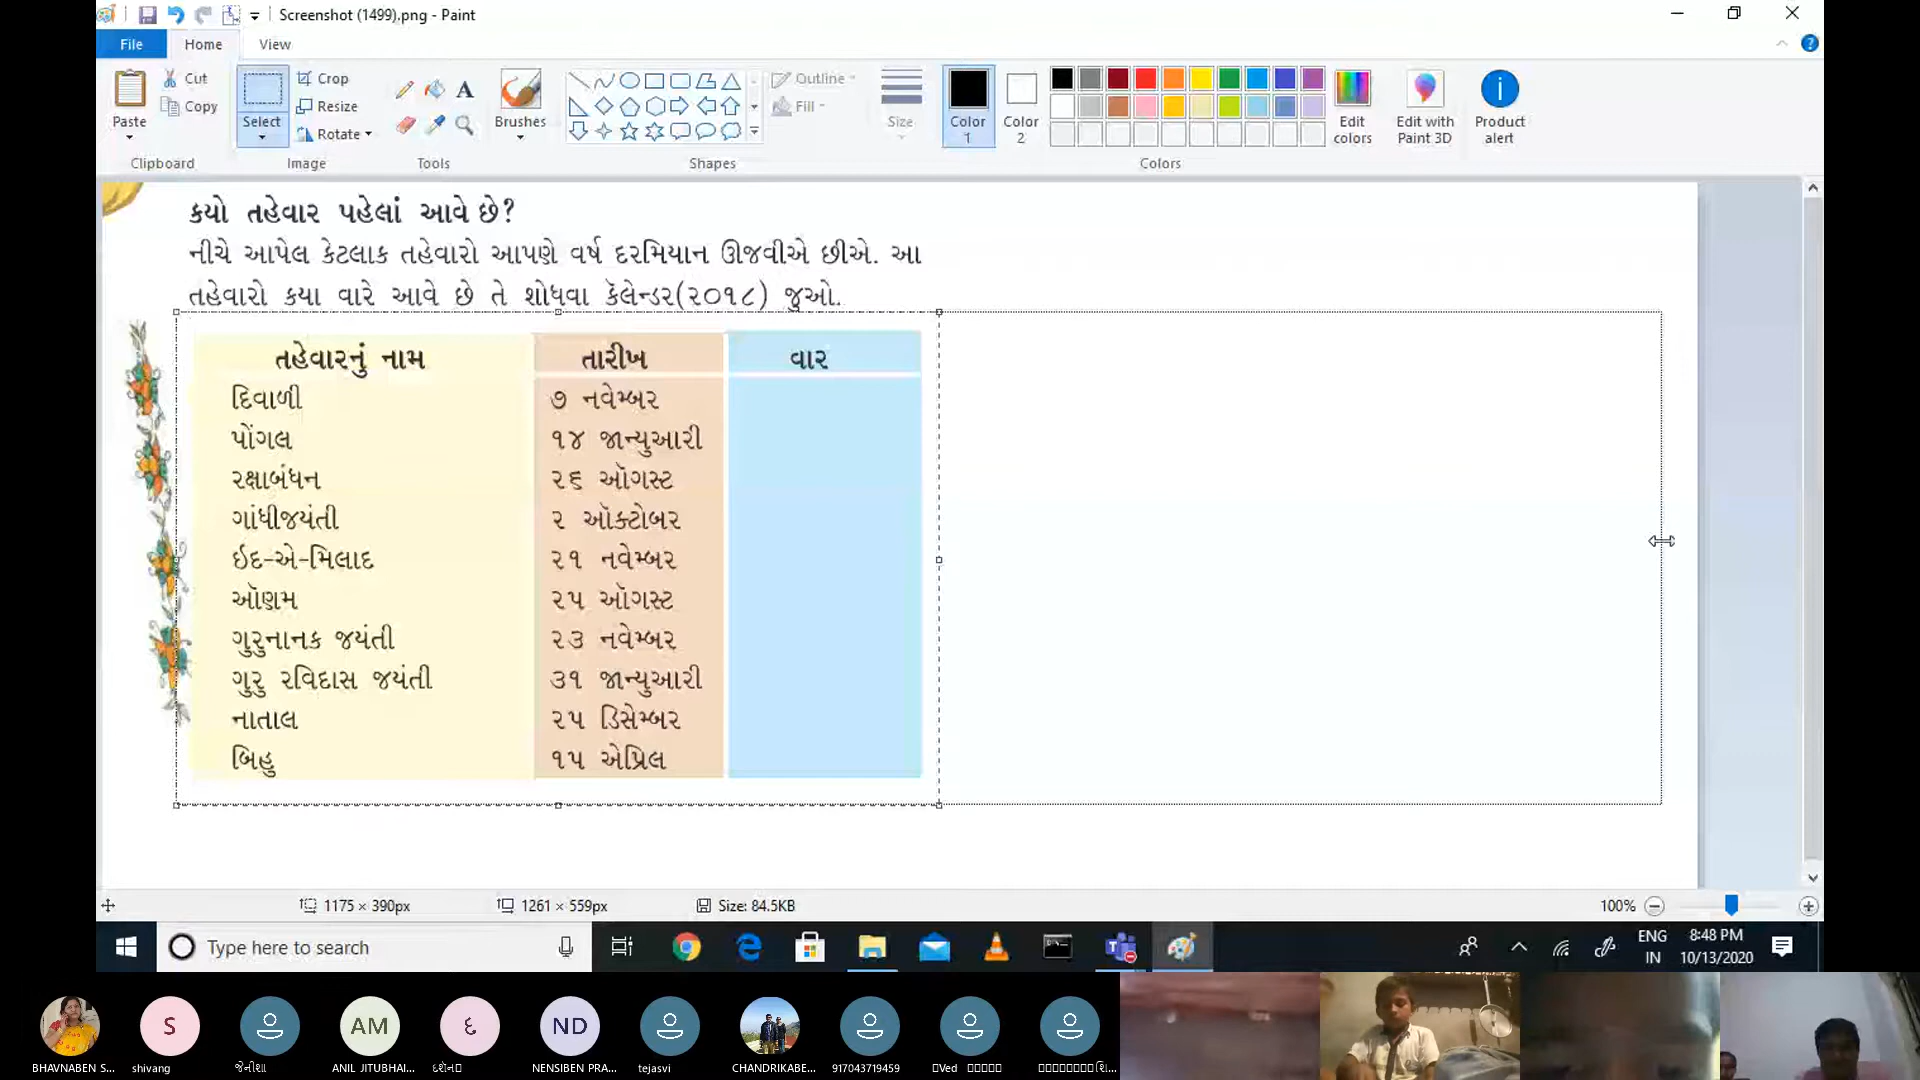 Screenshot (1499).png - Paint
File Home View
Paste
Cut
Copy
Clipboard
Select
Crop
Resize
Rotate
Image
Tools
Brushes
Shapes
Outline
Fill
Size
Color 1
Color 2
Edit colors
Edit with Paint 3D
Product alert
Colors
કયો તહેવાર પહેલાં આવે છે?
નીચે આપેલ કેટલાક તહેવારો આપણે વર્ષ દરમિયાન ઊજવીએ છીએ. આ
તહેવારો કયા વારે આવે છે તે શોધવા કૅલેન્ડર(૨૦૧૮) જુઓ.
તહેવારનું નામ તારીખ વાર
દિવાળી ૭ નવેમ્બર
પોંગલ ૧૪ જાન્યુઆરી
રક્ષાબંધન ૨૬ ઑગસ્ટ
ગાંધીજયંતી ૨ ઑક્ટોબર
ઇદ-એ-મિલાદ ૨૧ નવેમ્બર
ઑણમ ૨૫ ઑગસ્ટ
ગુરુનાનક જયંતી ૨૩ નવેમ્બર
ગુરુ રવિદાસ જયંતી ૩૧ જાન્યુઆરી
નાતાલ ૨૫ ડિસેમ્બર
બિહુ ૧૫ એપ્રિલ
1175 × 390px 1261 × 559px Size: 84.5KB 100%
Type here to search
ENG
IN
8:48 PM
10/13/2020
S AM દ ND
BHAVNABEN S... shivang જેનીશા ANIL JITUBHAI... NENSIBEN PRA... tejasvi CHANDRIKABE... 917043719459 Ved